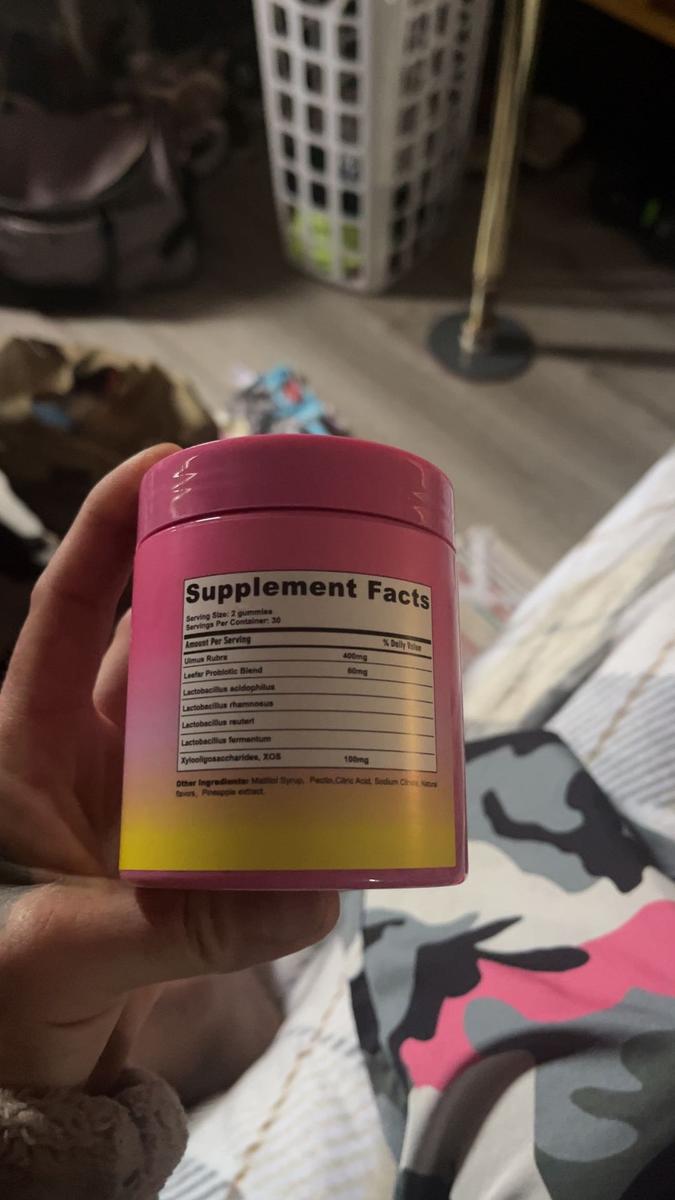 Supplement Facts
Serving Size: 2 gummies
Servings Per Container: 30
Amount Per Serving % Daily Value
Ulmus Rubra 400mg
Leefar Probiotic Blend 60mg
Lactobacillus acidophilus
Lactobacillus rhamnosus
Lactobacillus reuteri
Lactobacillus fermentum
Xylooligosaccharides, XOS 100mg
Other Ingredients: Maltitol Syrup, Pectin,Citric Acid, Sodium Citrate, Natural
flavors, Pineapple extract.